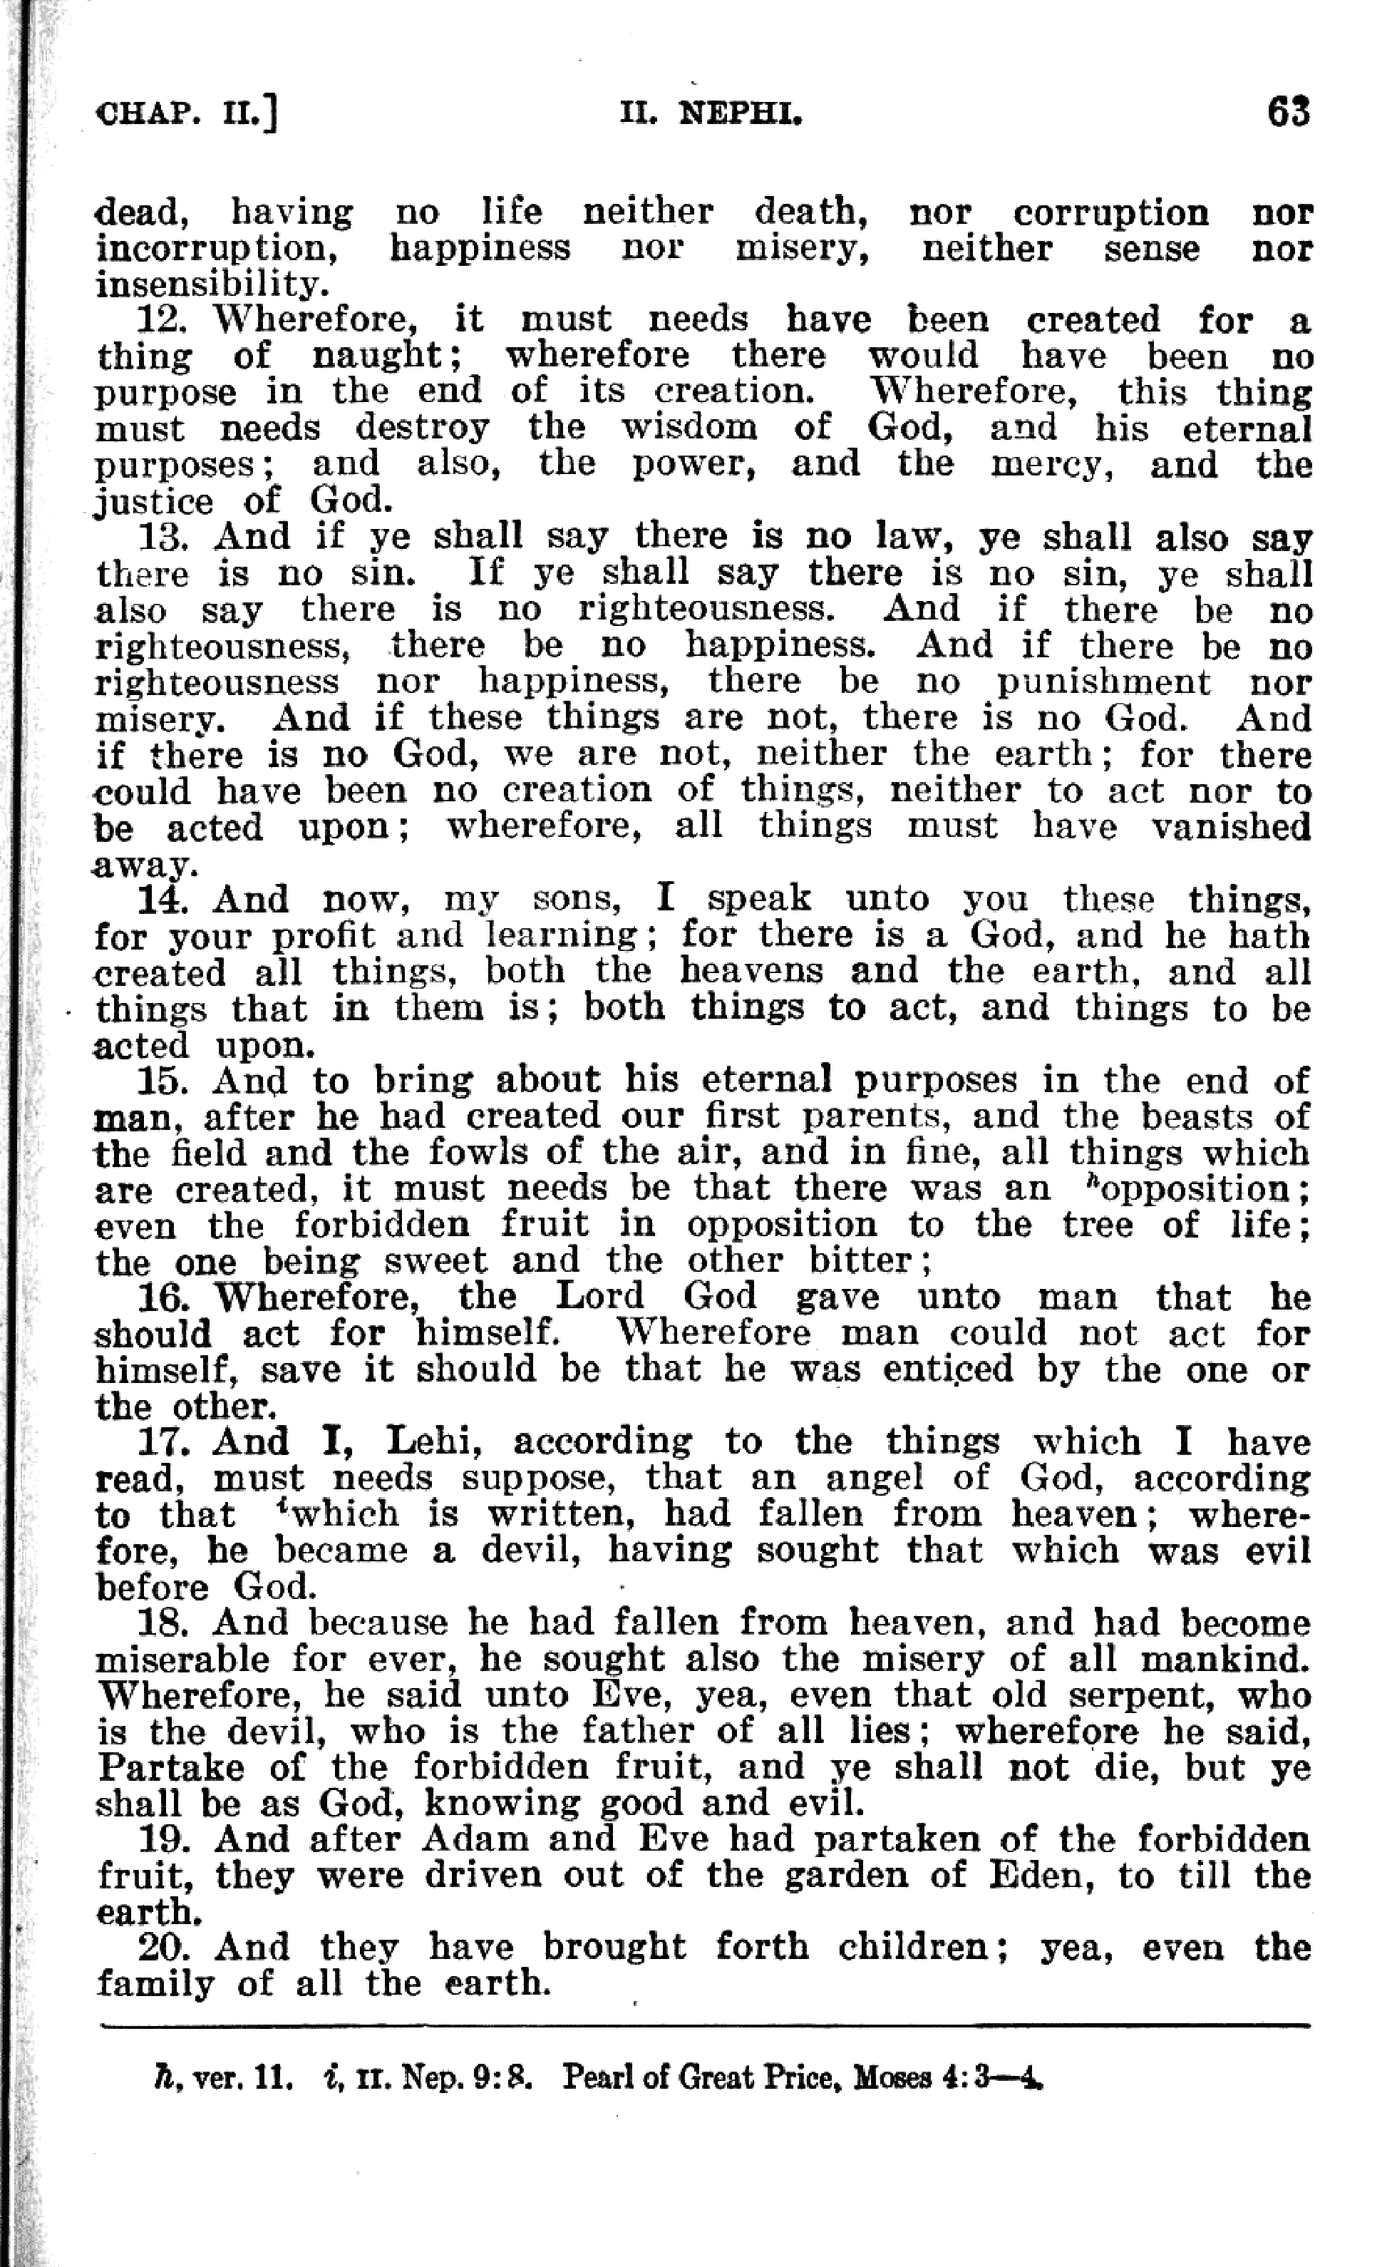 CHAP. II.] II. NEPHI. 63
dead, having no life neither death, nor corruption nor
incorruption, happiness nor misery, neither sense nor
insensibility.
12. Wherefore, it must needs have been created for a
thing of naught; wherefore there would have been no
purpose in the end of its creation. Wherefore, this thing
must needs destroy the wisdom of God, and his eternal
purposes; and also, the power, and the mercy, and the
justice of God.
13. And if ye shall say there is no law, ye shall also say
there is no sin. If ye shall say there is no sin, ye shall
also say there is no righteousness. And if there be no
righteousness, there be no happiness. And if there be no
righteousness nor happiness, there be no punishment nor
misery. And if these things are not, there is no God. And
if there is no God, we are not, neither the earth; for there
could have been no creation of things, neither to act nor to
be acted upon; wherefore, all things must have vanished
away.
14. And now, my sons, I speak unto you these things,
for your profit and learning; for there is a God, and he hath
created all things, both the heavens and the earth, and all
things that in them is; both things to act, and things to be
acted upon.
15. And to bring about his eternal purposes in the end of
man, after he had created our first parents, and the beasts of
the field and the fowls of the air, and in fine, all things which
are created, it must needs be that there was an ʰopposition;
even the forbidden fruit in opposition to the tree of life;
the one being sweet and the other bitter;
16. Wherefore, the Lord God gave unto man that he
should act for himself. Wherefore man could not act for
himself, save it should be that he was enticed by the one or
the other.
17. And I, Lehi, according to the things which I have
read, must needs suppose, that an angel of God, according
to that ⁱwhich is written, had fallen from heaven; where-
fore, he became a devil, having sought that which was evil
before God.
18. And because he had fallen from heaven, and had become
miserable for ever, he sought also the misery of all mankind.
Wherefore, he said unto Eve, yea, even that old serpent, who
is the devil, who is the father of all lies; wherefore he said,
Partake of the forbidden fruit, and ye shall not die, but ye
shall be as God, knowing good and evil.
19. And after Adam and Eve had partaken of the forbidden
fruit, they were driven out of the garden of Eden, to till the
earth.
20. And they have brought forth children; yea, even the
family of all the earth.
h, ver. 11. i, II. Nep. 9:8. Pearl of Great Price, Moses 4:3—4.